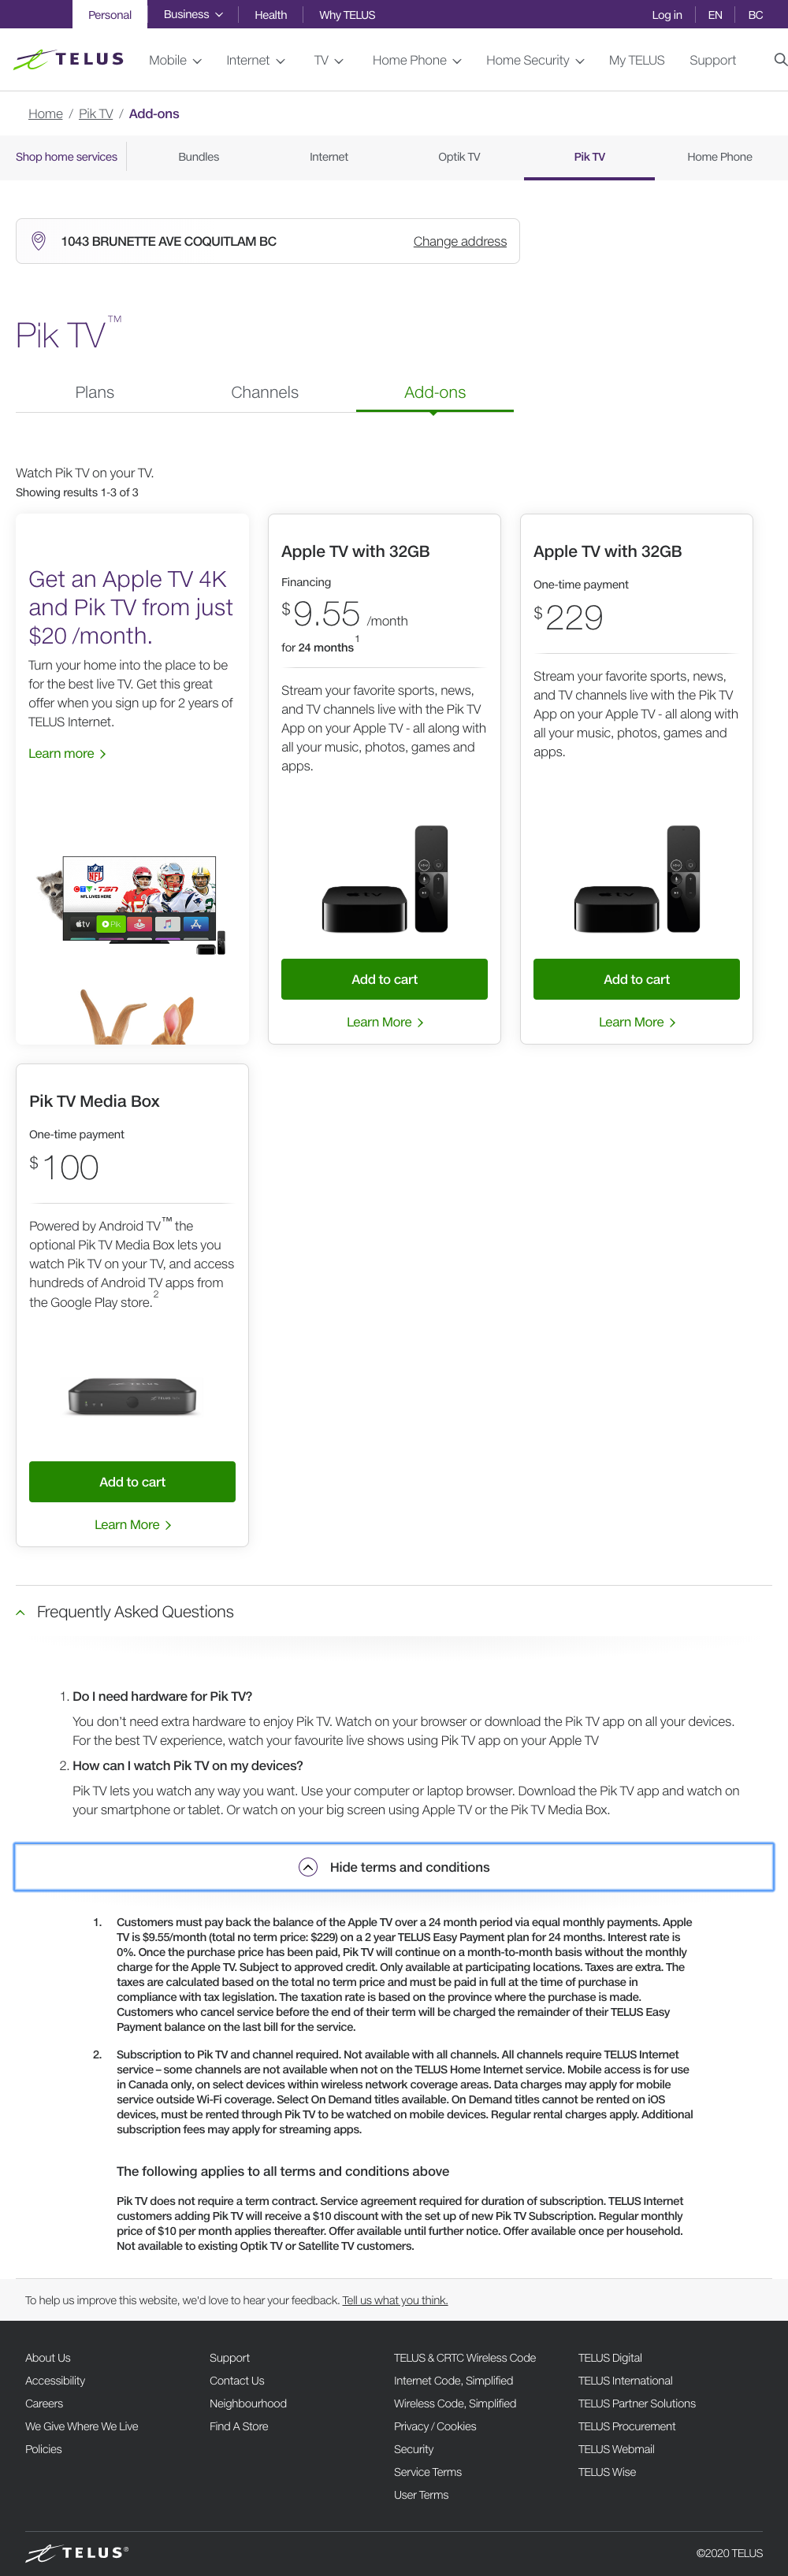 Personal Business Health Why TELUS Log in EN BC
TELUS Mobile Internet TV Home Phone Home Security My TELUS Support
Home / Pik TV / Add-ons
Shop home services Bundles Internet Optik TV Pik TV Home Phone
1043 BRUNETTE AVE COQUITLAM BC Change address
Pik TV™
Plans Channels Add-ons
Watch Pik TV on your TV.
Showing results 1-3 of 3
Get an Apple TV 4K
and Pik TV from just
$20 /month.
Turn your home into the place to be
for the best live TV. Get this great
offer when you sign up for 2 years of
TELUS Internet.
Learn more
NFL
CTV TSN
NFL LIVES HERE
tv Pik
Apple TV with 32GB
Financing
$9.55 /month
for 24 months1
Stream your favorite sports, news,
and TV channels live with the Pik TV
App on your Apple TV - all along with
all your music, photos, games and
apps.
MENU
Add to cart
Learn More
Apple TV with 32GB
One-time payment
$229
Stream your favorite sports, news,
and TV channels live with the Pik TV
App on your Apple TV - all along with
all your music, photos, games and
apps.
MENU
Add to cart
Learn More
Pik TV Media Box
One-time payment
$100
Powered by Android TV™ the
optional Pik TV Media Box lets you
watch Pik TV on your TV, and access
hundreds of Android TV apps from
the Google Play store.2
TELUS
Add to cart
Learn More
Frequently Asked Questions
1. Do I need hardware for Pik TV?
You don't need extra hardware to enjoy Pik TV. Watch on your browser or download the Pik TV app on all your devices.
For the best TV experience, watch your favourite live shows using Pik TV app on your Apple TV
2. How can I watch Pik TV on my devices?
Pik TV lets you watch any way you want. Use your computer or laptop browser. Download the Pik TV app and watch on
your smartphone or tablet. Or watch on your big screen using Apple TV or the Pik TV Media Box.
Hide terms and conditions
1. Customers must pay back the balance of the Apple TV over a 24 month period via equal monthly payments. Apple
TV is $9.55/month (total no term price: $229) on a 2 year TELUS Easy Payment plan for 24 months. Interest rate is
0%. Once the purchase price has been paid, Pik TV will continue on a month-to-month basis without the monthly
charge for the Apple TV. Subject to approved credit. Only available at participating locations. Taxes are extra. The
taxes are calculated based on the total no term price and must be paid in full at the time of purchase in
compliance with tax legislation. The taxation rate is based on the province where the purchase is made.
Customers who cancel service before the end of their term will be charged the remainder of their TELUS Easy
Payment balance on the last bill for the service.
2. Subscription to Pik TV and channel required. Not available with all channels. All channels require TELUS Internet
service – some channels are not available when not on the TELUS Home Internet service. Mobile access is for use
in Canada only, on select devices within wireless network coverage areas. Data charges may apply for mobile
service outside Wi-Fi coverage. Select On Demand titles available. On Demand titles cannot be rented on iOS
devices, must be rented through Pik TV to be watched on mobile devices. Regular rental charges apply. Additional
subscription fees may apply for streaming apps.
The following applies to all terms and conditions above
Pik TV does not require a term contract. Service agreement required for duration of subscription. TELUS Internet
customers adding Pik TV will receive a $10 discount with the set up of new Pik TV Subscription. Regular monthly
price of $10 per month applies thereafter. Offer available until further notice. Offer available once per household.
Not available to existing Optik TV or Satellite TV customers.
To help us improve this website, we'd love to hear your feedback. Tell us what you think.
About Us
Accessibility
Careers
We Give Where We Live
Policies
Support
Contact Us
Neighbourhood
Find A Store
TELUS & CRTC Wireless Code
Internet Code, Simplified
Wireless Code, Simplified
Privacy / Cookies
Security
Service Terms
User Terms
TELUS Digital
TELUS International
TELUS Partner Solutions
TELUS Procurement
TELUS Webmail
TELUS Wise
TELUS® ©2020 TELUS